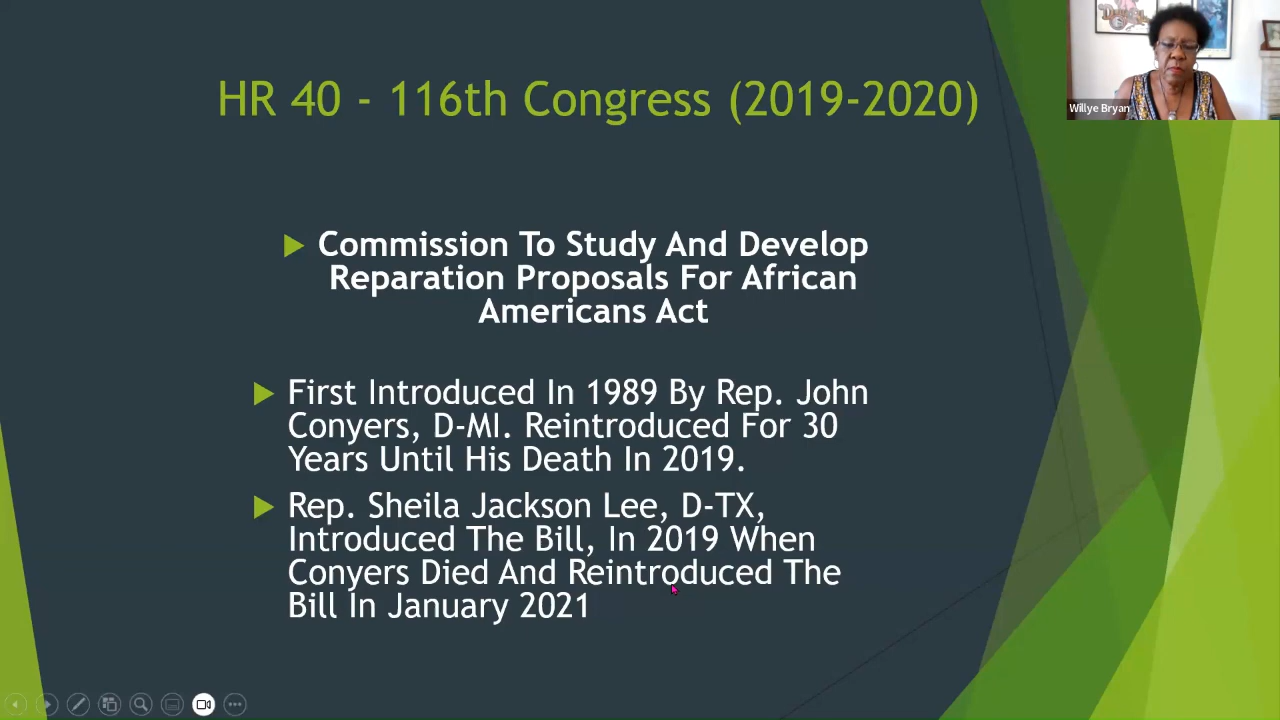 HR 40 - 116th Congress (2019-2020)
Willye Bryan
Commission To Study And Develop
Reparation Proposals For African
Americans Act
First Introduced In 1989 By Rep. John
Conyers, D-MI. Reintroduced For 30
Years Until His Death In 2019.
Rep. Sheila Jackson Lee, D-TX,
Introduced The Bill, In 2019 When
Conyers Died And Reintroduced The
Bill In January 2021